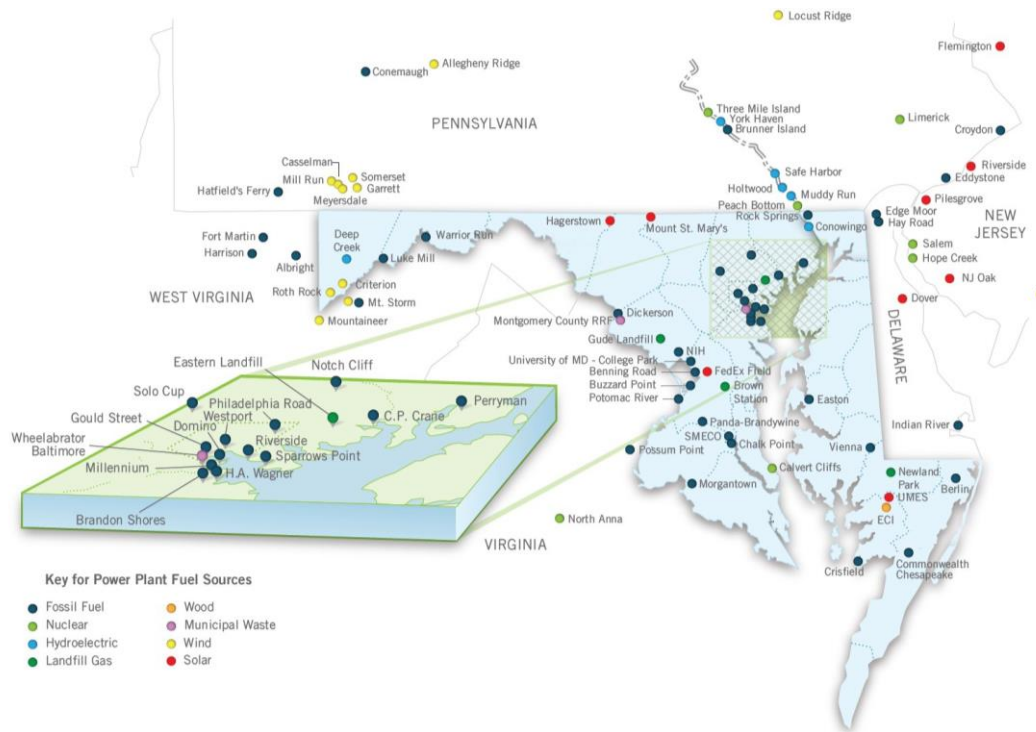 Locust Ridge
Flemington
Allegheny Ridge
Conemaugh
PENNSYLVANIA
Three Mile Island
York Haven
Brunner Island
Limerick
Croydon
Casselman
Mill Run
Somerset
Garrett
Meyersdale
Hatfield's Ferry
Safe Harbor
Holtwood
Muddy Run
Peach Bottom
Rock Springs
Conowingo
Riverside
Eddystone
Pilesgrove
Edge Moor
Hay Road
NEW
JERSEY
Hagerstown
Mount St. Mary's
Fort Martin
Harrison
Albright
Deep
Creek
Warrior Run
Luke Mill
Salem
Hope Creek
NJ Oak
Dover
DELAWARE
WEST VIRGINIA
Criterion
Roth Rock
Mt. Storm
Mountaineer
Dickerson
Montgomery County RRF
Gude Landfill
NIH
University of MD - College Park
Benning Road
FedEx Field
Buzzard Point
Brown
Station
Potomac River
Easton
Indian River
Panda-Brandywine
SMECO
Chalk Point
Possum Point
Vienna
Calvert Cliffs
Morgantown
Newland
Park
UMES
Berlin
ECI
Crisfield
Commonwealth
Chesapeake
North Anna
VIRGINIA
Eastern Landfill
Notch Cliff
Solo Cup
Philadelphia Road
C.P. Crane
Perryman
Gould Street
Westport
Domino
Riverside
Wheelabrator
Baltimore
Sparrows Point
Millennium
H.A. Wagner
Brandon Shores
Key for Power Plant Fuel Sources
Fossil Fuel
Nuclear
Hydroelectric
Landfill Gas
Wood
Municipal Waste
Wind
Solar